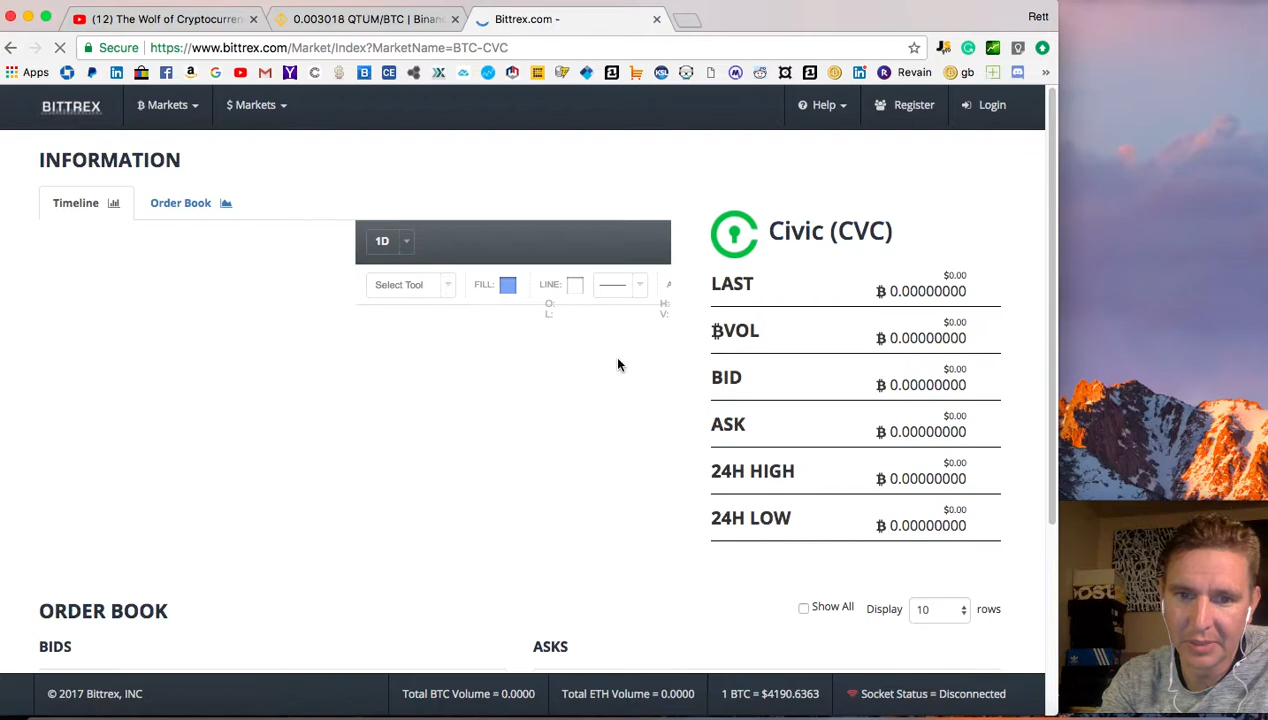 (12) The Wolf of Cryptocurren
0.003018 QTUM/BTC | Binan
Bittrex.com -
Rett
Secure
https://www.bittrex.com/Market/Index?MarketName=BTC-CVC
Apps
Revain
gb
»
BITTREX
₿ Markets
$ Markets
Help
Register
Login
INFORMATION
Timeline
Order Book
1D
Select Tool
FILL:
LINE:
O:
H:
L:
V:
Civic (CVC)
LAST
$0.00
₿ 0.00000000
₿VOL
$0.00
₿ 0.00000000
BID
$0.00
₿ 0.00000000
ASK
$0.00
₿ 0.00000000
24H HIGH
$0.00
₿ 0.00000000
24H LOW
$0.00
₿ 0.00000000
ORDER BOOK
Show All
Display
10
rows
BIDS
ASKS
© 2017 Bittrex, INC
Total BTC Volume = 0.0000
Total ETH Volume = 0.0000
1 BTC = $4190.6363
Socket Status = Disconnected